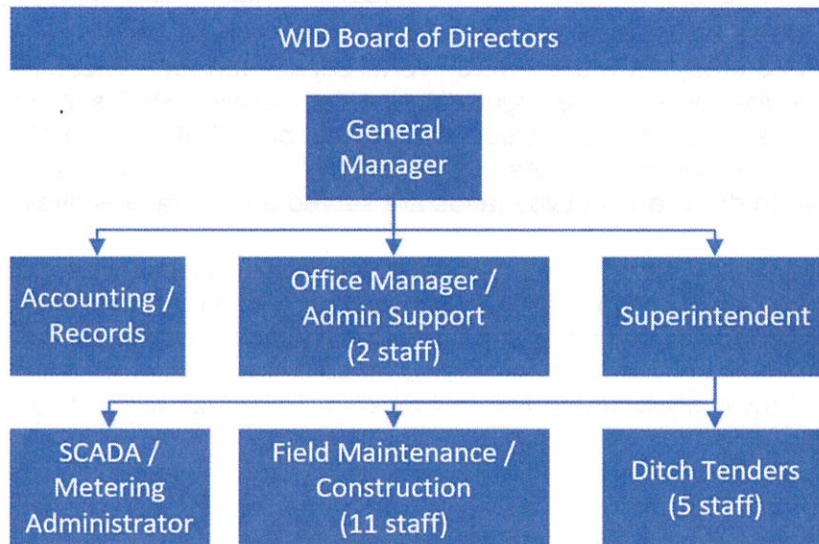 WID Board of Directors
General
Manager
Accounting /
Records
Office Manager /
Admin Support
(2 staff)
Superintendent
SCADA /
Metering
Administrator
Field Maintenance /
Construction
(11 staff)
Ditch Tenders
(5 staff)